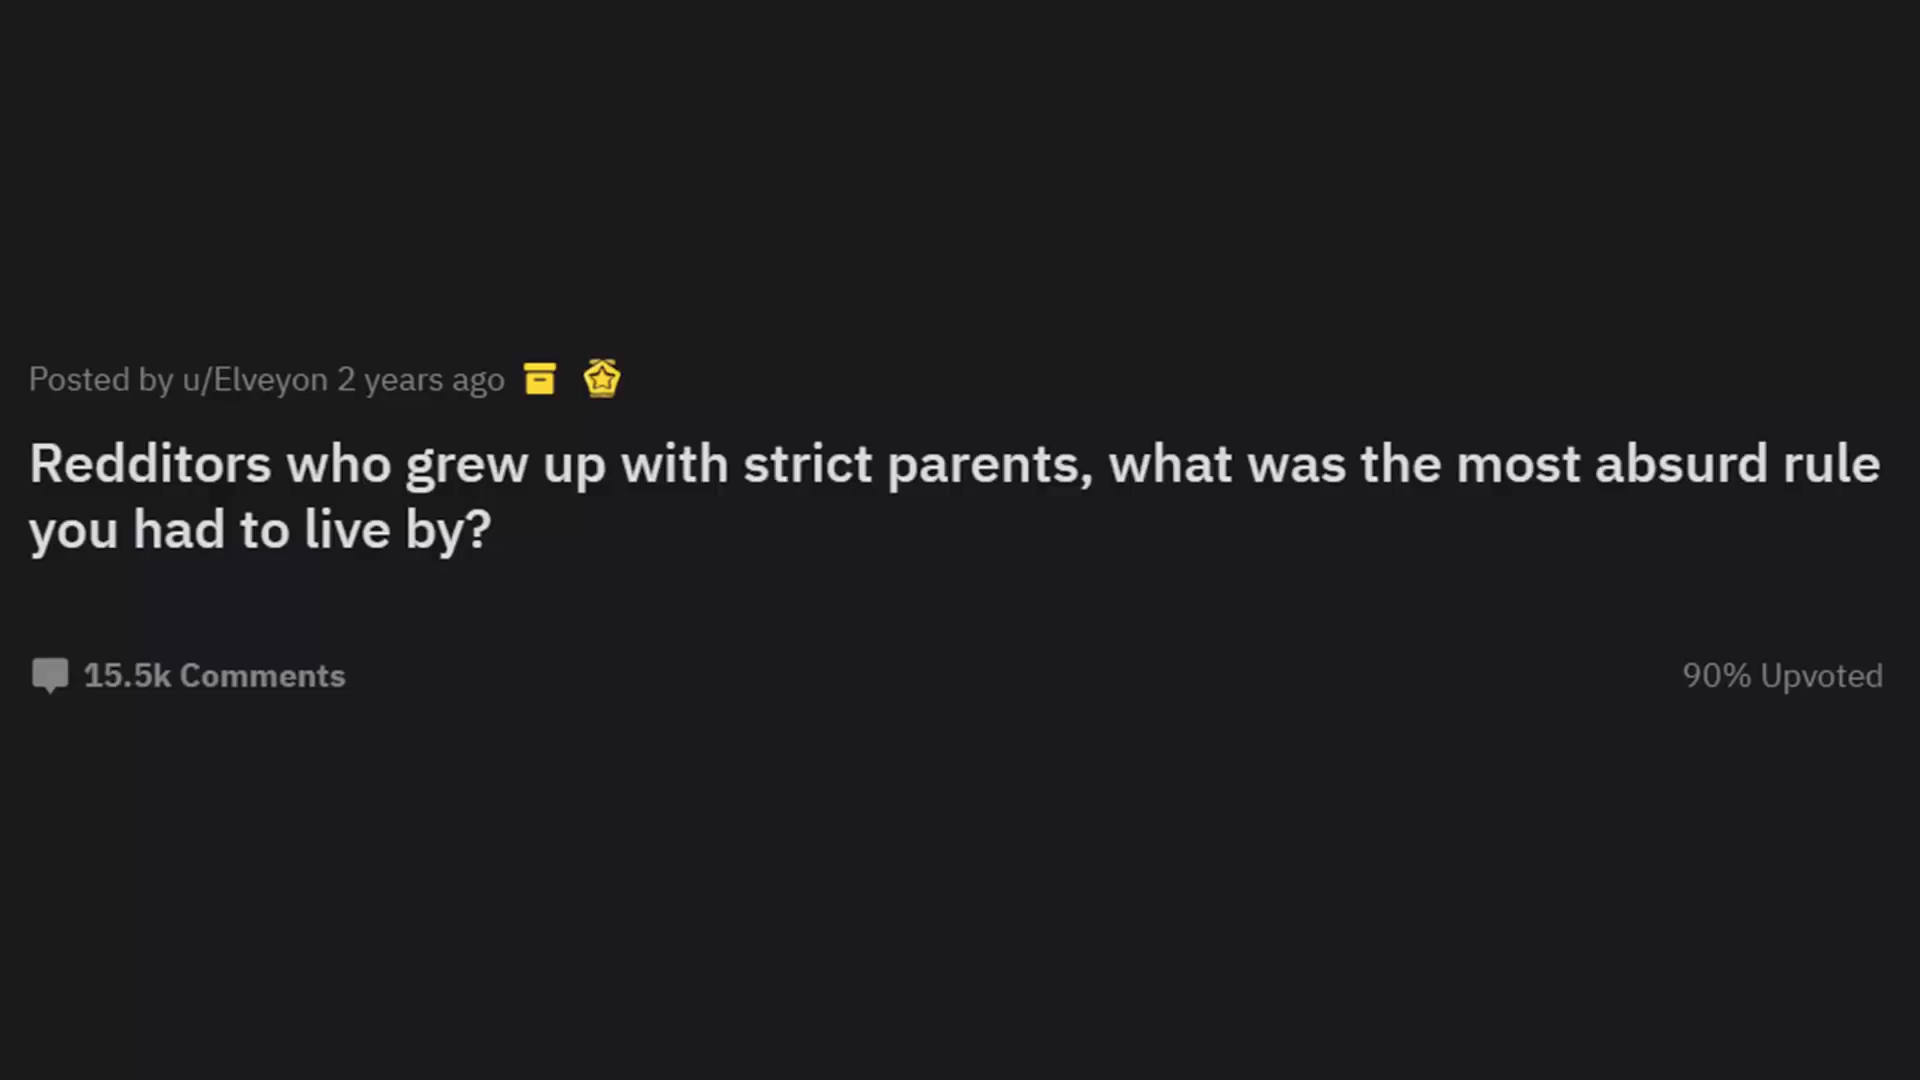 Posted by u/Elveyon 2 years ago
Redditors who grew up with strict parents, what was the most absurd rule
you had to live by?
15.5k Comments
90% Upvoted